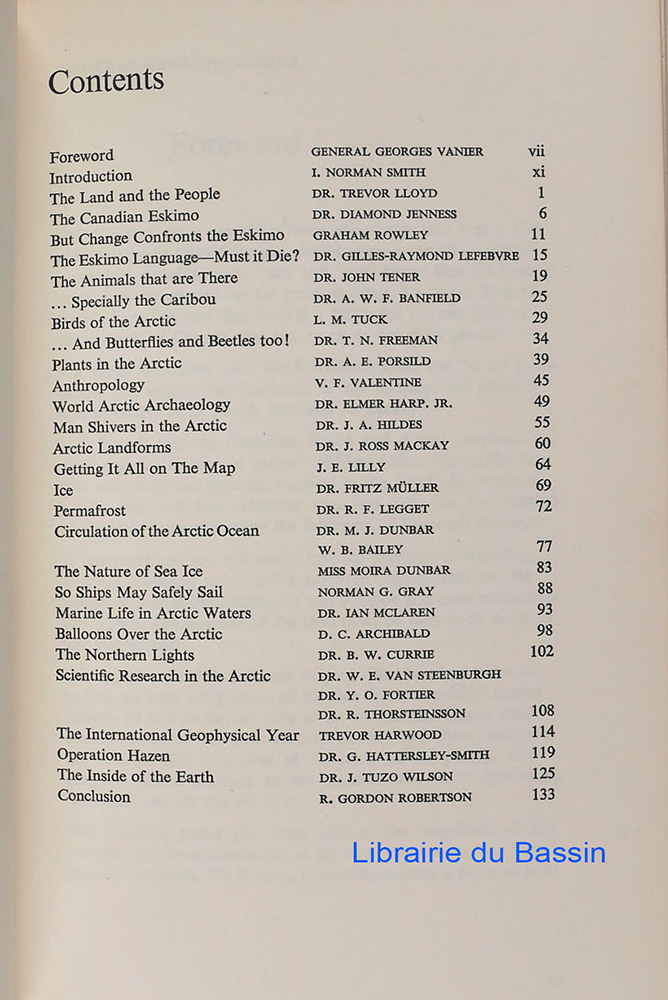 Contents
Foreword GENERAL GEORGES VANIER vii
Introduction I. NORMAN SMITH xi
The Land and the People DR. TREVOR LLOYD 1
The Canadian Eskimo DR. DIAMOND JENNESS 6
But Change Confronts the Eskimo GRAHAM ROWLEY 11
The Eskimo Language—Must it Die? DR. GILLES-RAYMOND LEFEBVRE 15
The Animals that are There DR. JOHN TENER 19
... Specially the Caribou DR. A. W. F. BANFIELD 25
Birds of the Arctic L. M. TUCK 29
... And Butterflies and Beetles too! DR. T. N. FREEMAN 34
Plants in the Arctic DR. A. E. PORSILD 39
Anthropology V. F. VALENTINE 45
World Arctic Archaeology DR. ELMER HARP. JR. 49
Man Shivers in the Arctic DR. J. A. HILDES 55
Arctic Landforms DR. J. ROSS MACKAY 60
Getting It All on The Map J. E. LILLY 64
Ice DR. FRITZ MÜLLER 69
Permafrost DR. R. F. LEGGET 72
Circulation of the Arctic Ocean DR. M. J. DUNBAR
W. B. BAILEY 77
The Nature of Sea Ice MISS MOIRA DUNBAR 83
So Ships May Safely Sail NORMAN G. GRAY 88
Marine Life in Arctic Waters DR. IAN MCLAREN 93
Balloons Over the Arctic D. C. ARCHIBALD 98
The Northern Lights DR. B. W. CURRIE 102
Scientific Research in the Arctic DR. W. E. VAN STEENBURGH
DR. Y. O. FORTIER
DR. R. THORSTEINSSON 108
The International Geophysical Year TREVOR HARWOOD 114
Operation Hazen DR. G. HATTERSLEY-SMITH 119
The Inside of the Earth DR. J. TUZO WILSON 125
Conclusion R. GORDON ROBERTSON 133
Librairie du Bassin